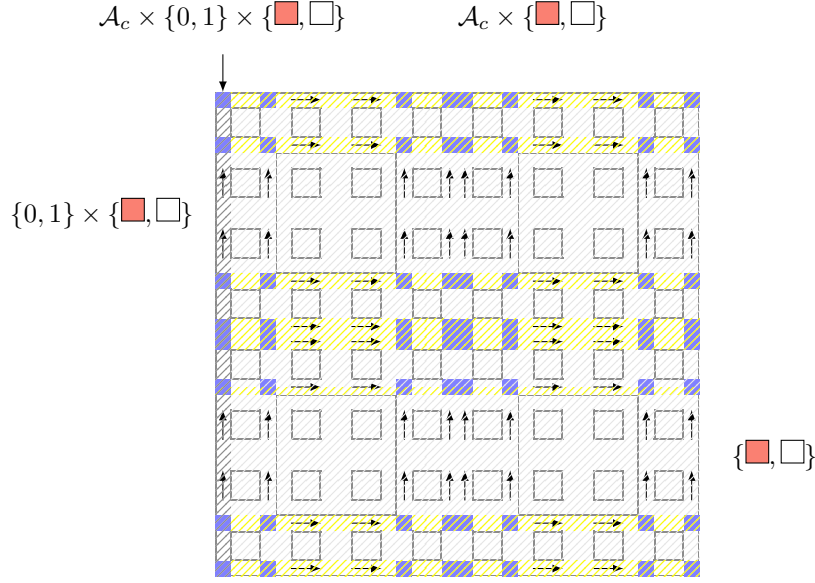 𝒜_c × {0, 1} × {🟥, ⬜}
𝒜_c × {🟥, ⬜}
{0, 1} × {🟥, ⬜}
{🟥, ⬜}